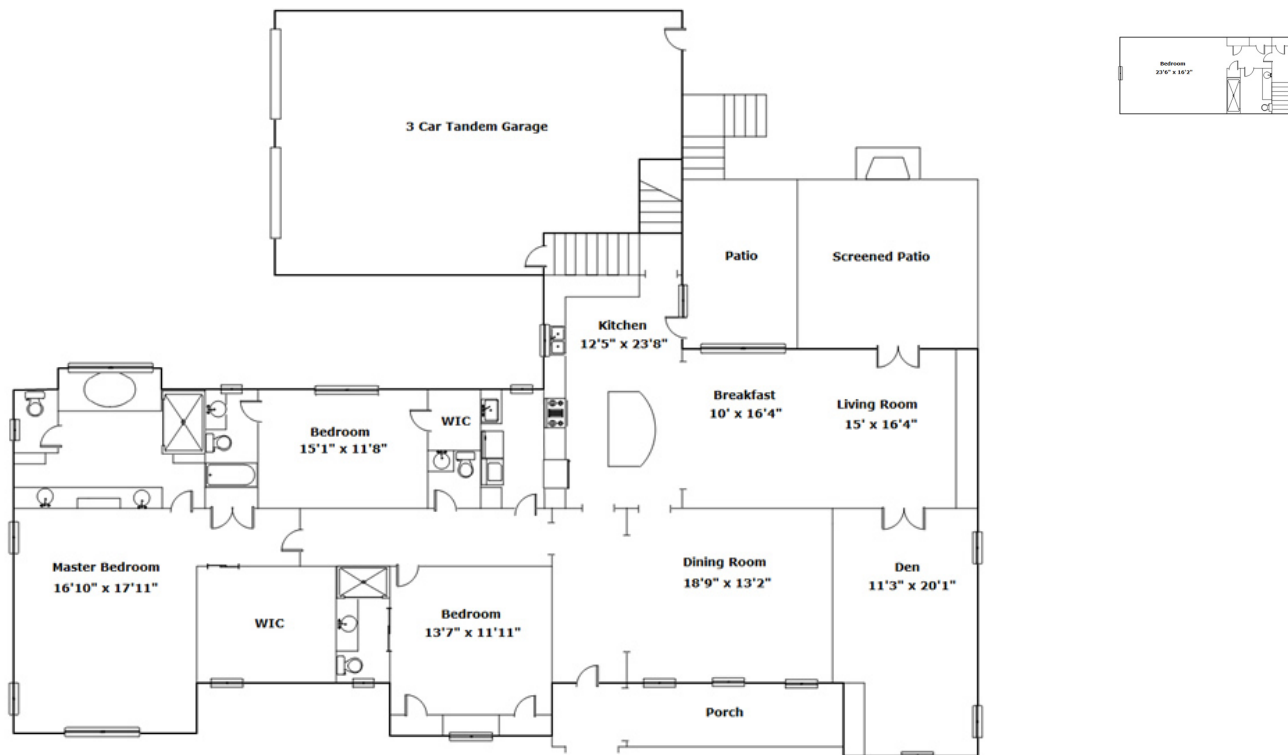 3 Car Tandem Garage
Bedroom
23'6" x 16'2"
Patio
Screened Patio
Kitchen
12'5" x 23'8"
Breakfast
10' x 16'4"
Living Room
15' x 16'4"
Bedroom
15'1" x 11'8"
WIC
Master Bedroom
16'10" x 17'11"
WIC
Bedroom
13'7" x 11'11"
Dining Room
18'9" x 13'2"
Den
11'3" x 20'1"
Porch